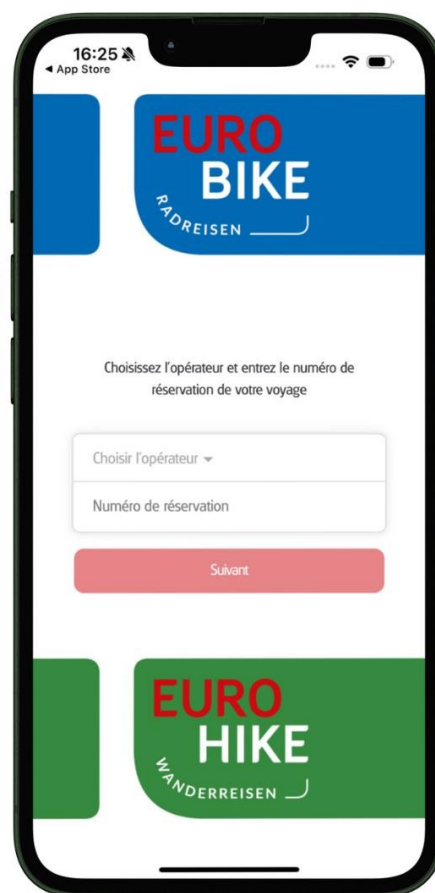 16:25
◀ App Store
EURO
BIKE
RADREISEN
Choisissez l'opérateur et entrez le numéro de
réservation de votre voyage
Choisir l'opérateur
Numéro de réservation
Suivant
EURO
HIKE
WANDERREISEN